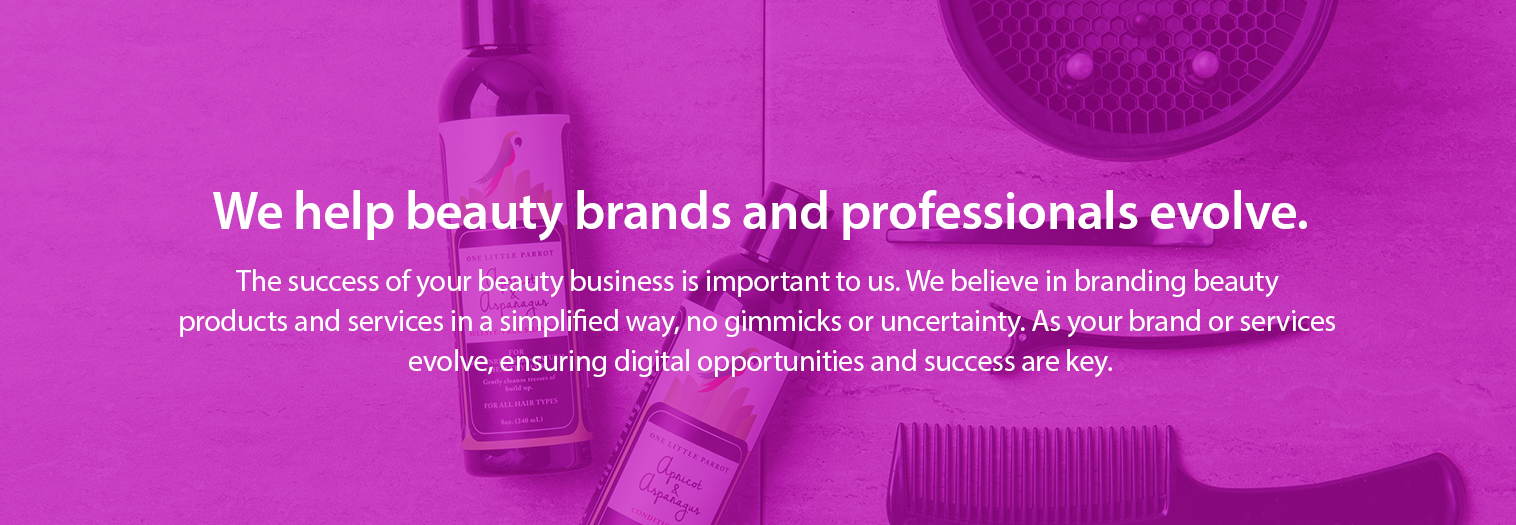 We help beauty brands and professionals evolve.
The success of your beauty business is important to us. We believe in branding beauty
products and services in a simplified way, no gimmicks or uncertainty. As your brand or services
evolve, ensuring digital opportunities and success are key.
ONE LITTLE PARROT
&
Asparagus
FOR
Gently cleanse tresses of
build up.
FOR ALL HAIR TYPES
8oz. (240 mL)
ONE LITTLE PARROT
Apricot
&
Asparagus